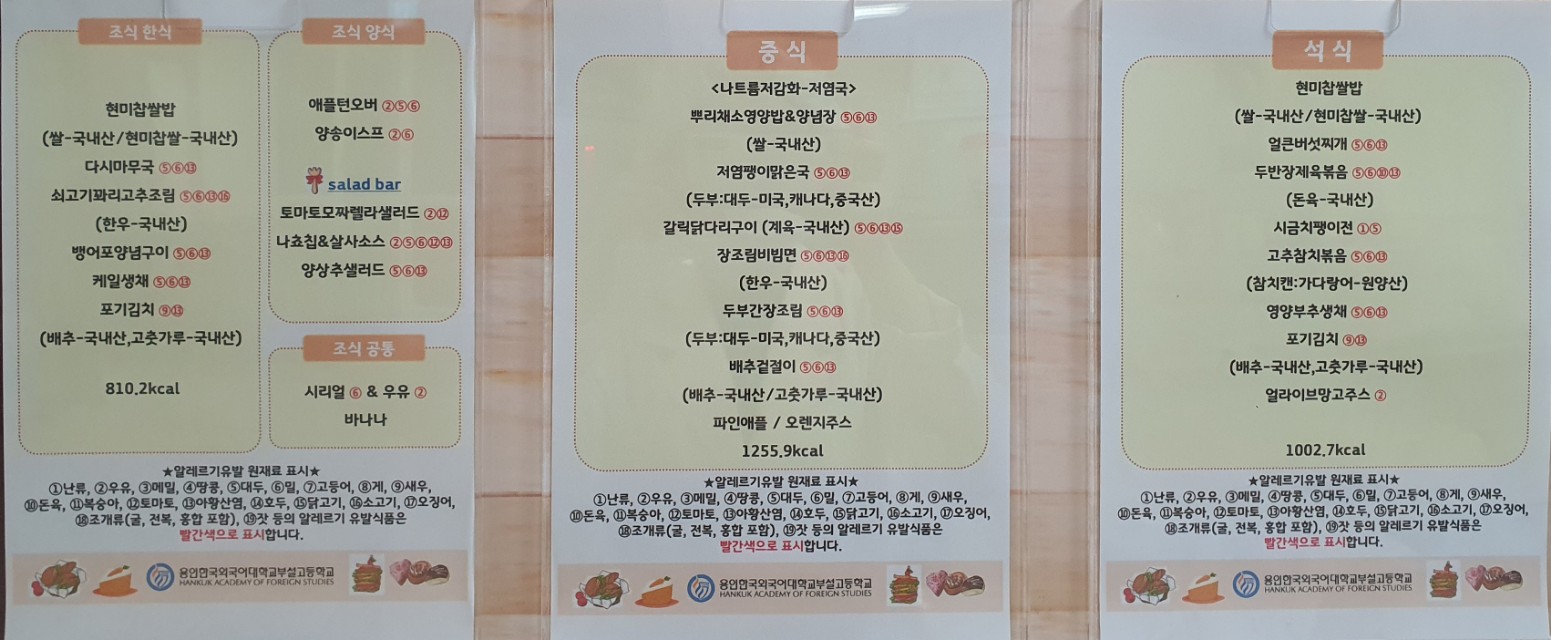 조식 한식
현미찹쌀밥
(쌀-국내산/현미찹쌀-국내산)
다시마무국 ⑤⑥⑬
쇠고기꽈리고추조림 ⑤⑥⑬⑯
(한우-국내산)
뱅어포양념구이 ⑤⑥⑬
케일생채 ⑤⑥⑬
포기김치 ⑨⑬
(배추-국내산,고춧가루-국내산)
810.2kcal
조식 양식
애플턴오버 ②⑤⑥
양송이스프 ②⑥
salad bar
토마토모짜렐라샐러드 ②⑫
나쵸칩&살사소스 ②⑤⑥⑫⑬
양상추샐러드 ⑤⑥⑬
조식 공통
시리얼 ⑥ & 우유 ②
바나나
★알레르기유발 원재료 표시★
①난류, ②우유, ③메밀, ④땅콩, ⑤대두, ⑥밀, ⑦고등어, ⑧게, ⑨새우,
⑩돈육, ⑪복숭아, ⑫토마토, ⑬아황산염, ⑭호두, ⑮닭고기, ⑯소고기, ⑰오징어,
⑱조개류(굴, 전복, 홍합 포함), ⑲잣 등의 알레르기 유발식품은
빨간색으로 표시합니다.
용인한국외국어대학교부설고등학교
HANKUK ACADEMY OF FOREIGN STUDIES
중식
<나트륨저감화-저염국>
뿌리채소영양밥&양념장 ⑤⑥⑬
(쌀-국내산)
저염팽이맑은국 ⑤⑥⑬
(두부:대두-미국,캐나다,중국산)
갈릭닭다리구이 (계육-국내산) ⑤⑥⑬⑮
장조림비빔면 ⑤⑥⑬⑯
(한우-국내산)
두부간장조림 ⑤⑥⑬
(두부:대두-미국,캐나다,중국산)
배추겉절이 ⑤⑥⑬
(배추-국내산/고춧가루-국내산)
파인애플 / 오렌지주스
1255.9kcal
★알레르기유발 원재료 표시★
①난류, ②우유, ③메밀, ④땅콩, ⑤대두, ⑥밀, ⑦고등어, ⑧게, ⑨새우,
⑩돈육, ⑪복숭아, ⑫토마토, ⑬아황산염, ⑭호두, ⑮닭고기, ⑯소고기, ⑰오징어,
⑱조개류(굴, 전복, 홍합 포함), ⑲잣 등의 알레르기 유발식품은
빨간색으로 표시합니다.
용인한국외국어대학교부설고등학교
HANKUK ACADEMY OF FOREIGN STUDIES
석식
현미찹쌀밥
(쌀-국내산/현미찹쌀-국내산)
얼큰버섯찌개 ⑤⑥⑬
두반장제육볶음 ⑤⑥⑩⑬
(돈육-국내산)
시금치팽이전 ①⑤
고추참치볶음 ⑤⑥⑬
(참치캔:가다랑어-원양산)
영양부추생채 ⑤⑥⑬
포기김치 ⑨⑬
(배추-국내산,고춧가루-국내산)
얼라이브망고주스 ②
1002.7kcal
★알레르기유발 원재료 표시★
①난류, ②우유, ③메밀, ④땅콩, ⑤대두, ⑥밀, ⑦고등어, ⑧게, ⑨새우,
⑩돈육, ⑪복숭아, ⑫토마토, ⑬아황산염, ⑭호두, ⑮닭고기, ⑯소고기, ⑰오징어,
⑱조개류(굴, 전복, 홍합 포함), ⑲잣 등의 알레르기 유발식품은
빨간색으로 표시합니다.
용인한국외국어대학교부설고등학교
HANKUK ACADEMY OF FOREIGN STUDIES